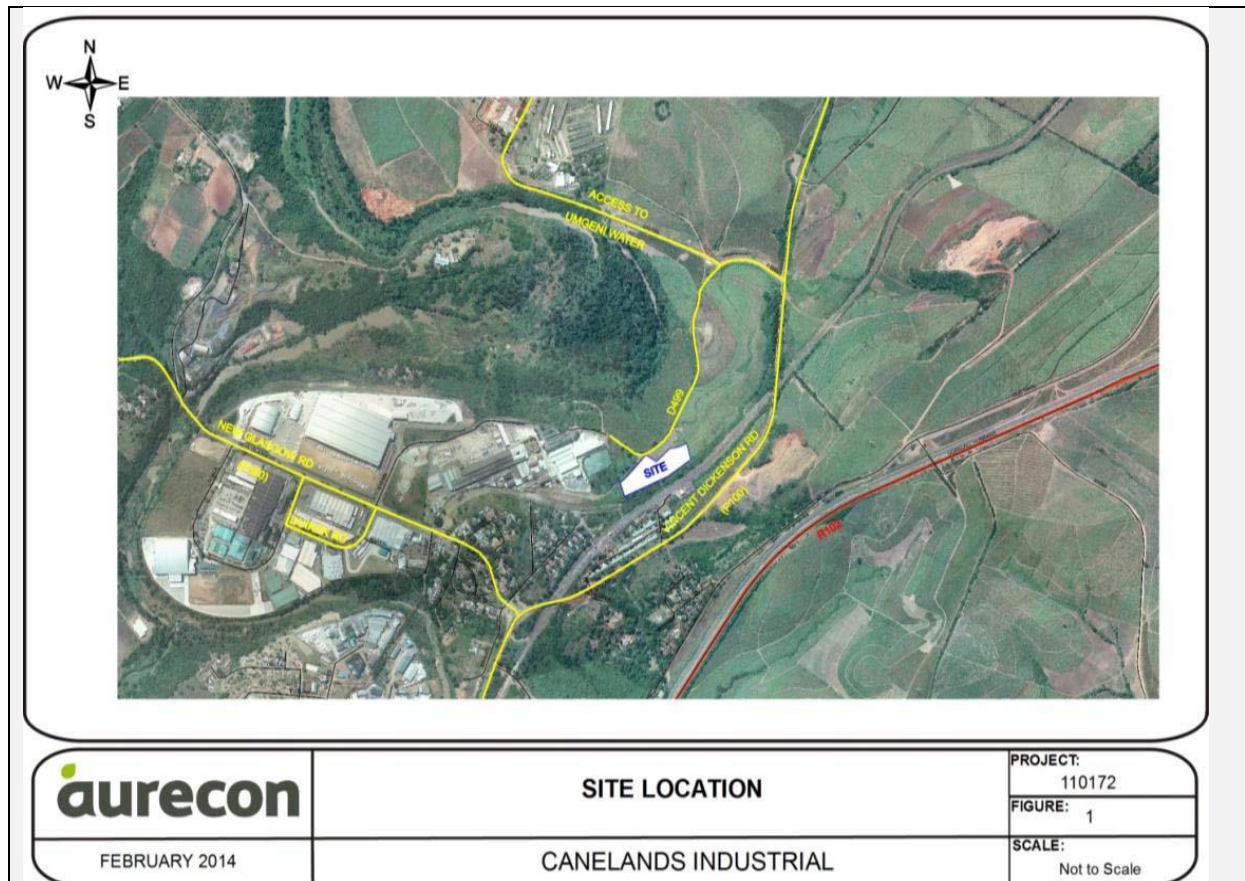 N
W E
S
ACCESS TO
UMGENI WATER
D499
NEW GLASGOW RD
SITE
VINCENT DICKENSON RD
(P100)
R102
aurecon
SITE LOCATION
PROJECT:
110172
FIGURE: 1
FEBRUARY 2014
CANELANDS INDUSTRIAL
SCALE:
Not to Scale